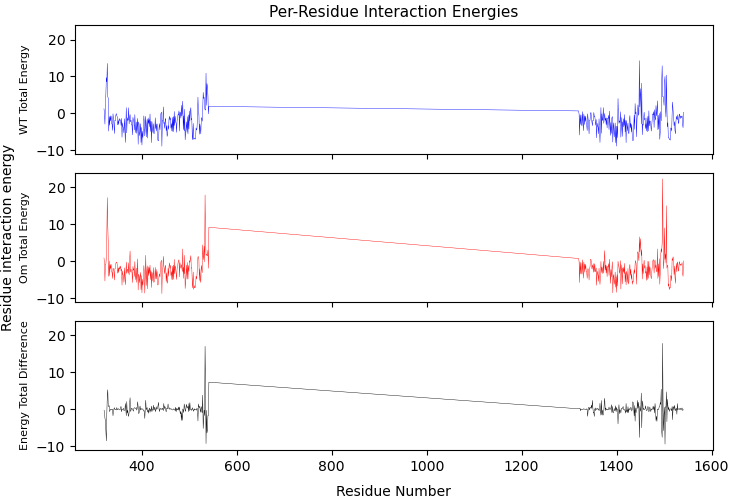 Per-Residue Interaction Energies
Residue interaction energy
WT Total Energy
20
10
0
−10
Om Total Energy
20
10
0
−10
Energy Total Difference
20
10
0
−10
400 600 800 1000 1200 1400 1600
Residue Number